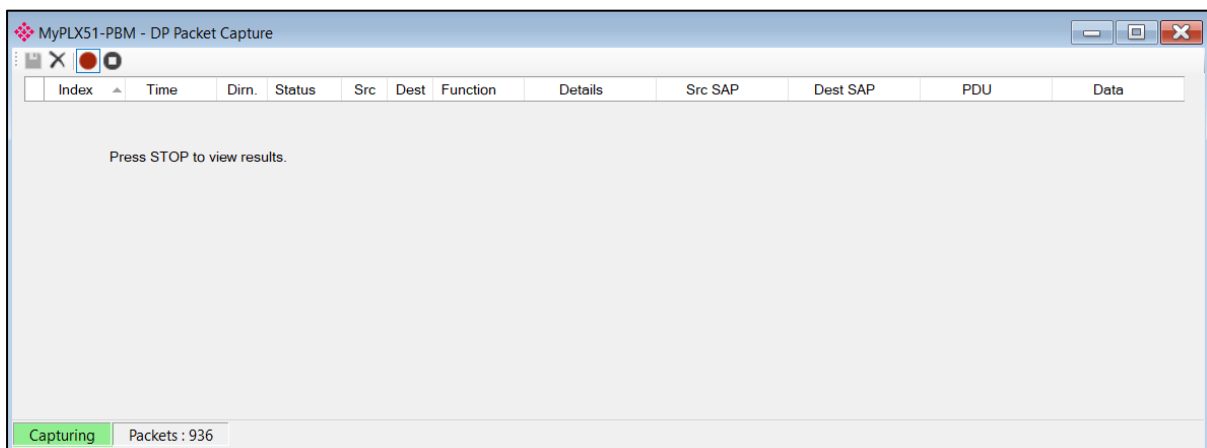 MyPLX51-PBM - DP Packet Capture
Index Time Dirn. Status Src Dest Function Details Src SAP Dest SAP PDU Data
Press STOP to view results.
Capturing Packets : 936